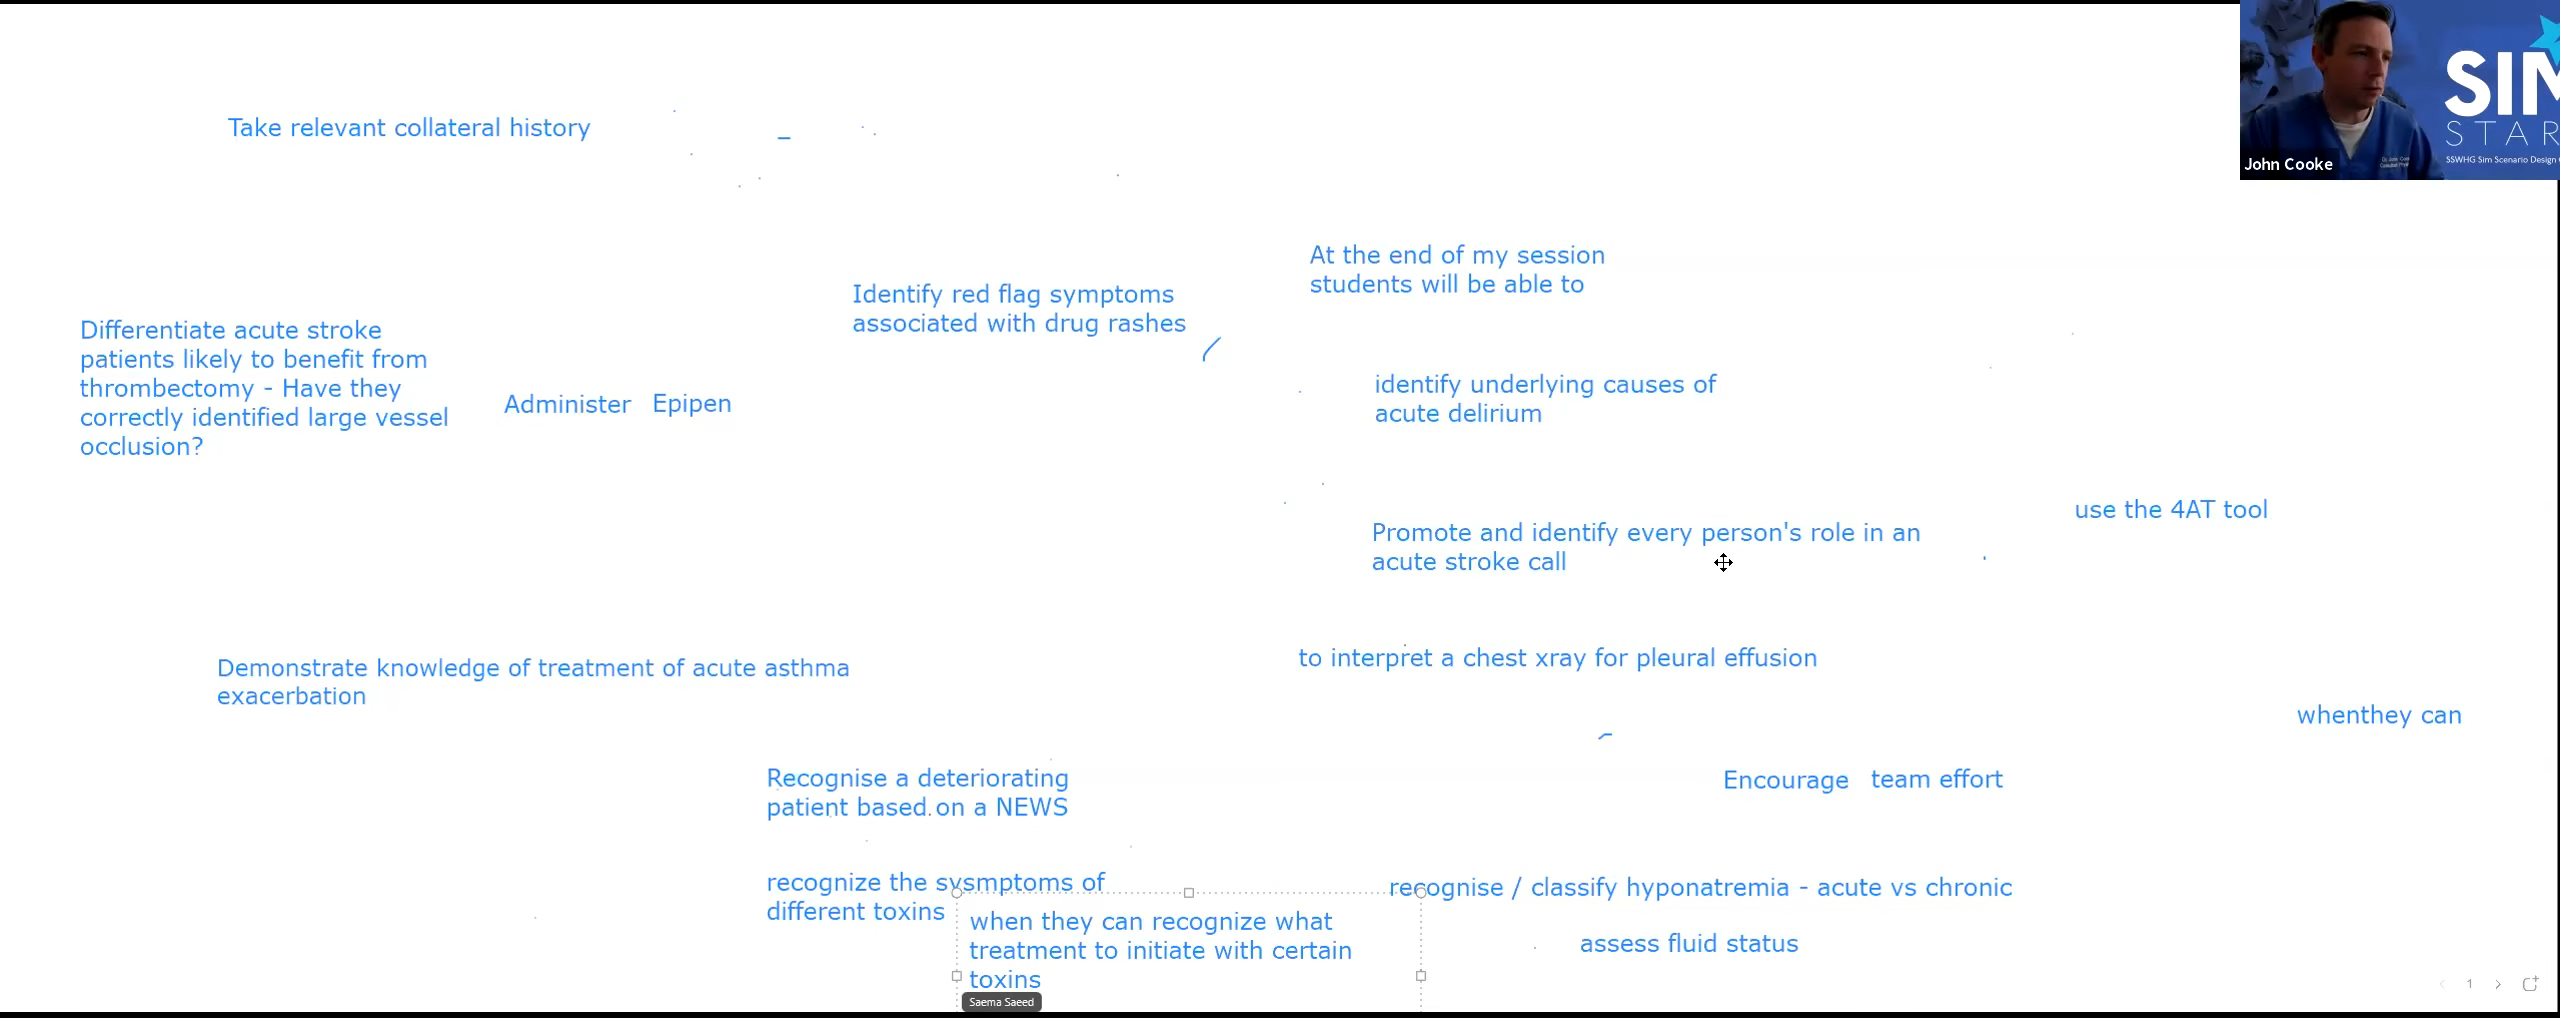 Take relevant collateral history
SIM
STAR
SSWHG Sim Scenario Design
John Cooke
At the end of my session
students will be able to
Identify red flag symptoms
associated with drug rashes
Differentiate acute stroke
patients likely to benefit from
thrombectomy - Have they
correctly identified large vessel
occlusion?
Administer Epipen
identify underlying causes of
acute delirium
use the 4AT tool
Promote and identify every person's role in an
acute stroke call
to interpret a chest xray for pleural effusion
Demonstrate knowledge of treatment of acute asthma
exacerbation
whenthey can
Recognise a deteriorating
patient based on a NEWS
Encourage team effort
recognize the sysmptoms of
different toxins
recognise / classify hyponatremia - acute vs chronic
when they can recognize what
treatment to initiate with certain
toxins
assess fluid status
Saema Saeed
1